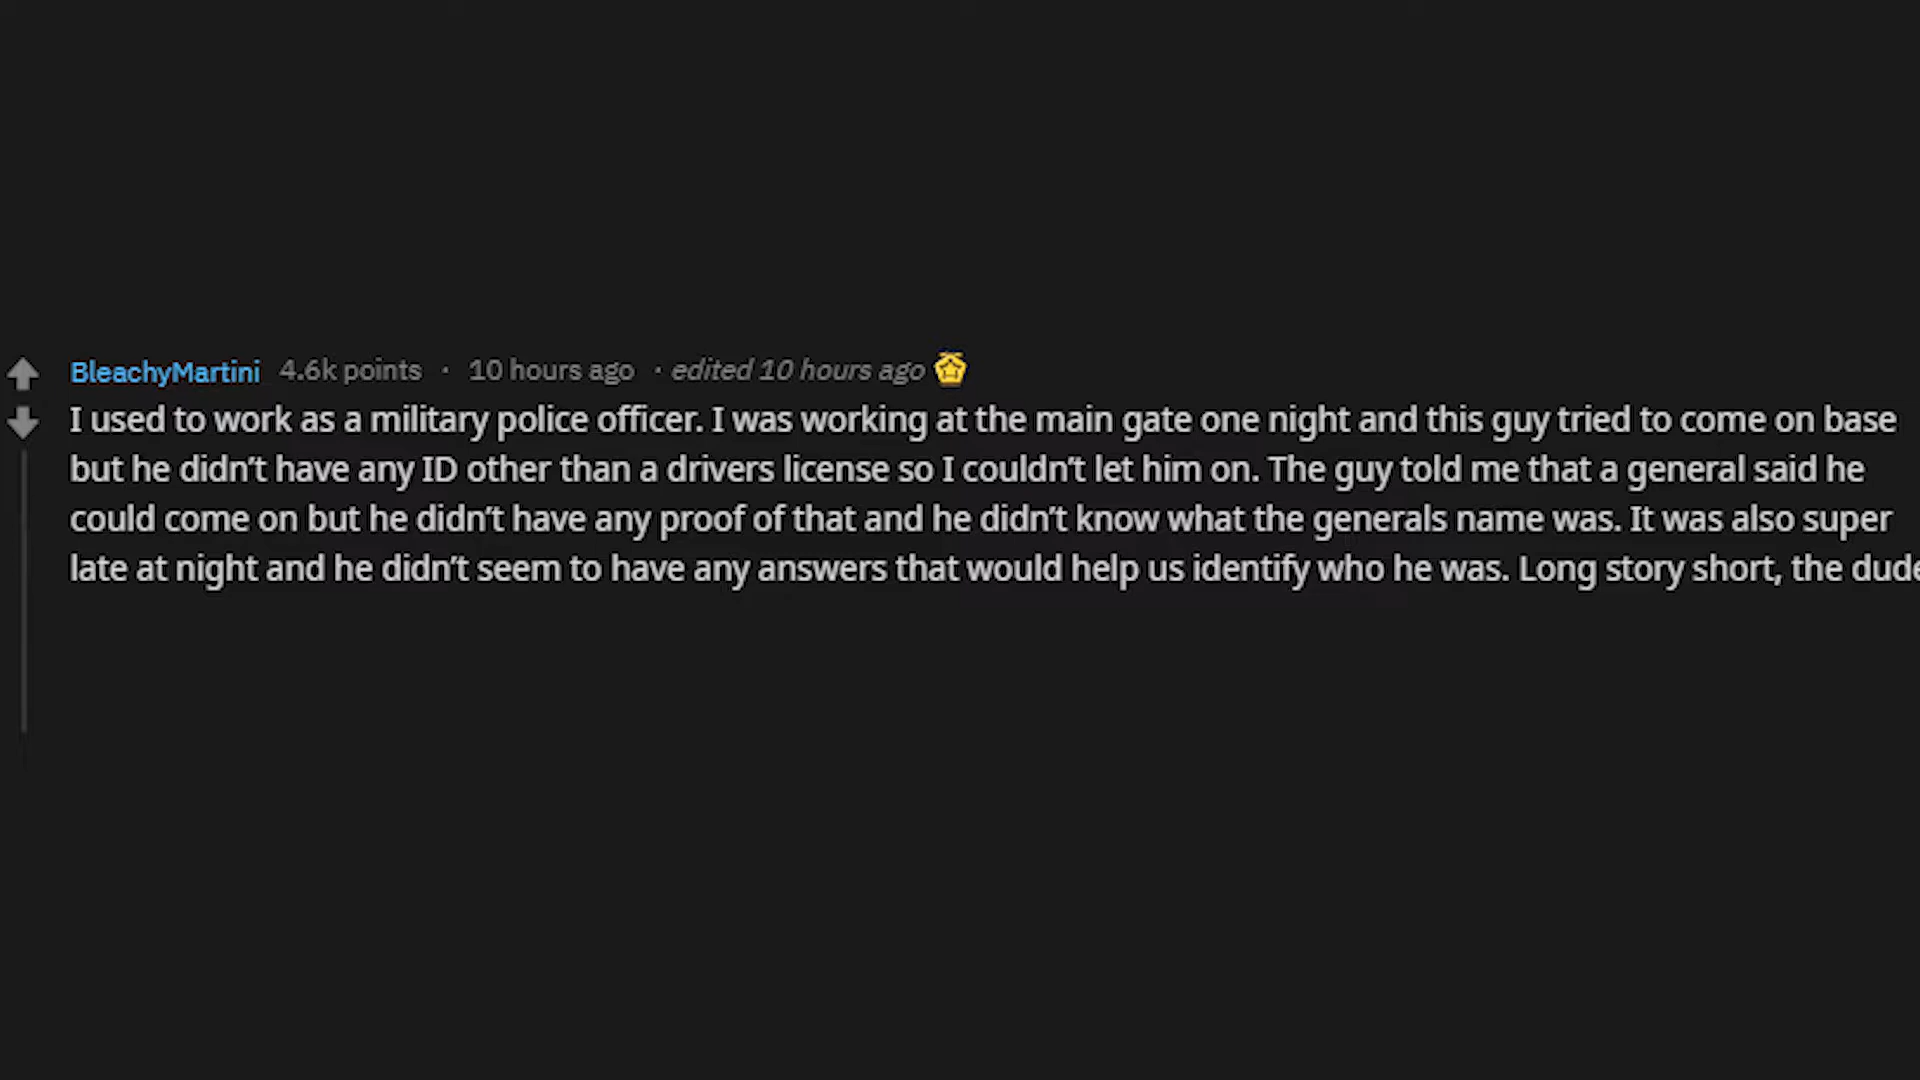 BleachyMartini 4.6k points · 10 hours ago · edited 10 hours ago
I used to work as a military police officer. I was working at the main gate one night and this guy tried to come on base
but he didn’t have any ID other than a drivers license so I couldn’t let him on. The guy told me that a general said he
could come on but he didn’t have any proof of that and he didn’t know what the generals name was. It was also super
late at night and he didn’t seem to have any answers that would help us identify who he was. Long story short, the dude